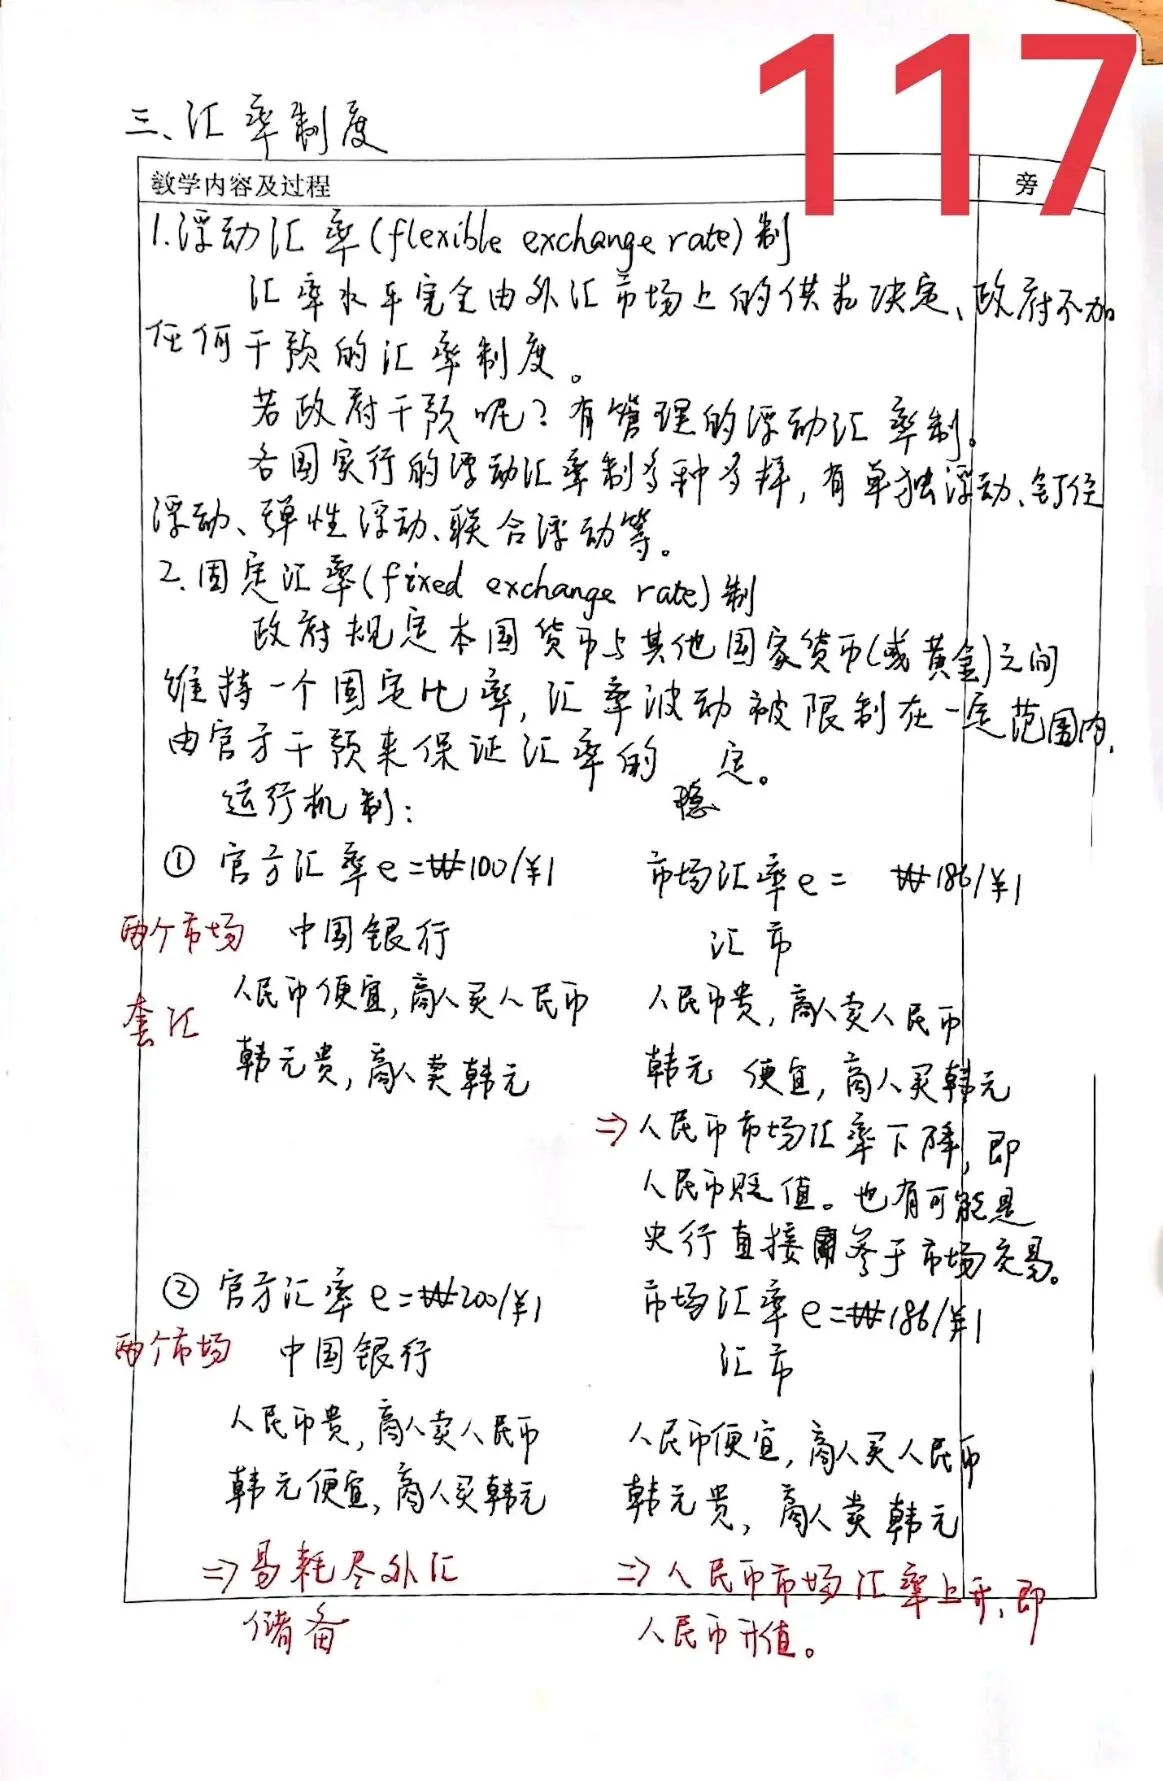 117
三、汇率制度
教学内容及过程 旁
1.浮动汇率(flexible exchange rate)制
汇率水平完全由外汇市场上的供求决定、政府不加
任何干预的汇率制度。
若政府干预呢?有管理的浮动汇率制。
各国实行的浮动汇率制多种多样,有单独浮动、钉住
浮动、弹性浮动、联合浮动等。
2.固定汇率(fixed exchange rate)制
政府规定本国货币与其他国家货币(或黄金)之间
维持一个固定比率,汇率波动被限制在一定范围内,
由官方干预来保证汇率的稳定。
运行机制:
① 官方汇率e=₩100/¥1 市场汇率e= ₩186/¥1
两个市场 中国银行 汇市
套汇 人民币便宜,商人买人民币 人民币贵,商人卖人民币
韩元贵,商人卖韩元 韩元 便宜,商人买韩元
⇒人民币市场汇率下降,即
人民币贬值。也有可能是
央行直接参于市场交易。
② 官方汇率e=₩200/¥1 市场汇率e=₩186/¥1
两个市场 中国银行 汇市
人民币贵,商人卖人民币 人民币便宜,商人买人民币
韩元便宜,商人买韩元 韩元贵,商人卖韩元
⇒易耗尽外汇 ⇒人民币市场汇率上升,即
储备 人民币升值。